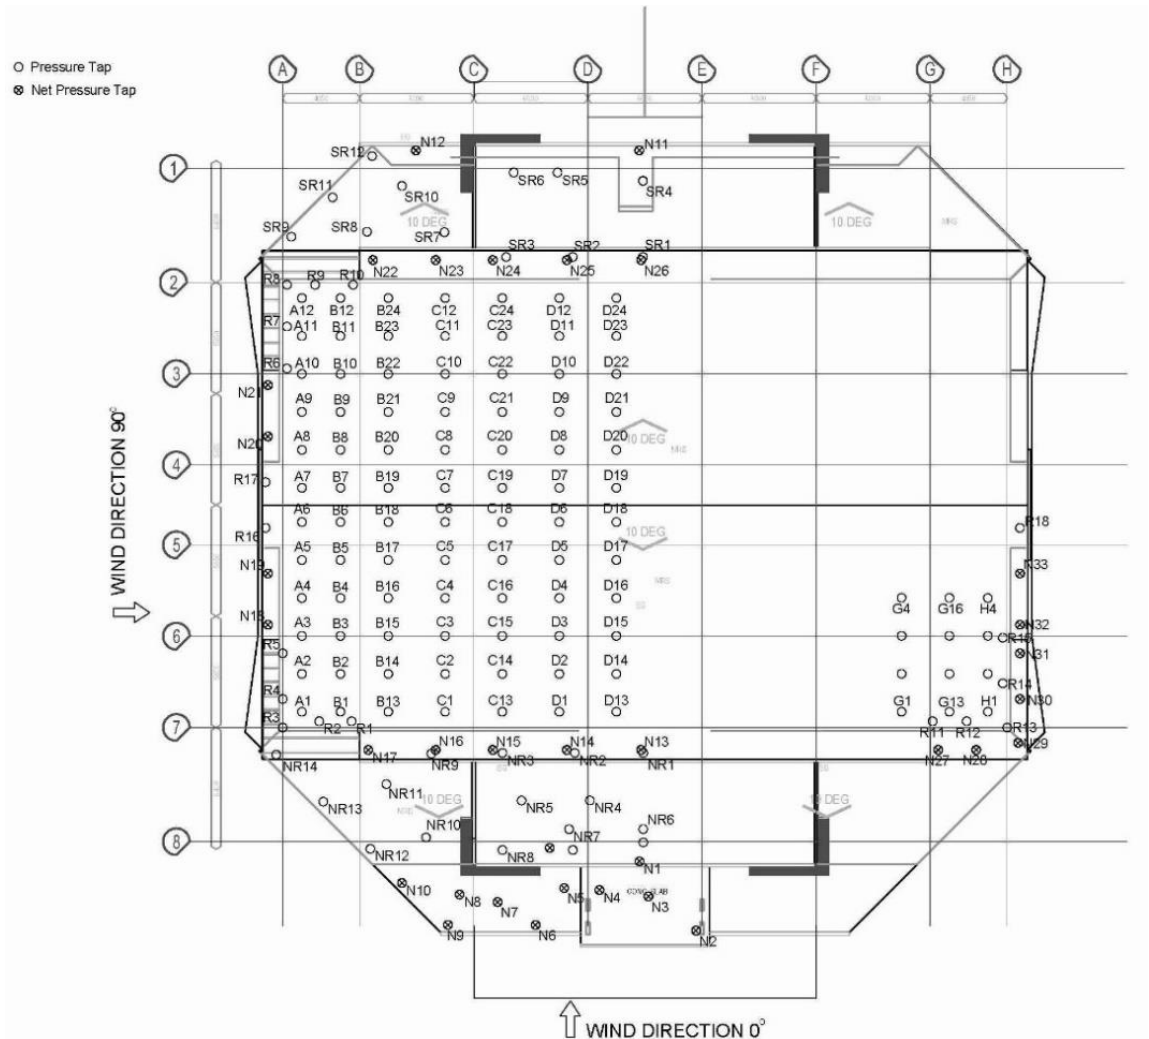 A B C D E F G H
Pressure Tap
Net Pressure Tap
N12 N11
SR12
1
SR6 SR5 SR4
SR11 SR10
10 DEG 10 DEG
SR9 SR8 SR7
SR3 SR2 SR1
N22 N23 N24 N25 N26
R8 R9 R10
2
A12 B12 B24 C12 C24 D12 D24
R7 A11 B11 B23 C11 C23 D11 D23
R6 A10 B10 B22 C10 C22 D10 D22
3
N21 A9 B9 B21 C9 C21 D9 D21
N20 A8 B8 B20 C8 C20 D8 D20 10 DEG
4
R17 A7 B7 B19 C7 C19 D7 D19
A6 B6 B18 C6 C18 D6 D18
R16 R18
5
A5 B5 B17 C5 C17 D5 D17 10 DEG
N19 N33
A4 B4 B16 C4 C16 D4 D16
G4 G16 H4
N18 A3 B3 B15 C3 C15 D3 D15 N32
6
R5 R15
A2 B2 B14 C2 C14 D2 D14 N31
R4 R14
A1 B1 B13 C1 C13 D1 D13 G1 G13 H1 N30
R3 R2 R1 R11 R12 R13
7
N17 N16 N15 N14 N13 N27 N28 N29
NR14 NR9 NR3 NR2 NR1
NR11
NR13 10 DEG NR5 NR4 10 DEG
NR10 NR7 NR6
8
NR12 NR8 N1
N10 N8 N7 N5 N4 N3
CONC SLAB
N9 N6 N2
WIND DIRECTION 90°
WIND DIRECTION 0°